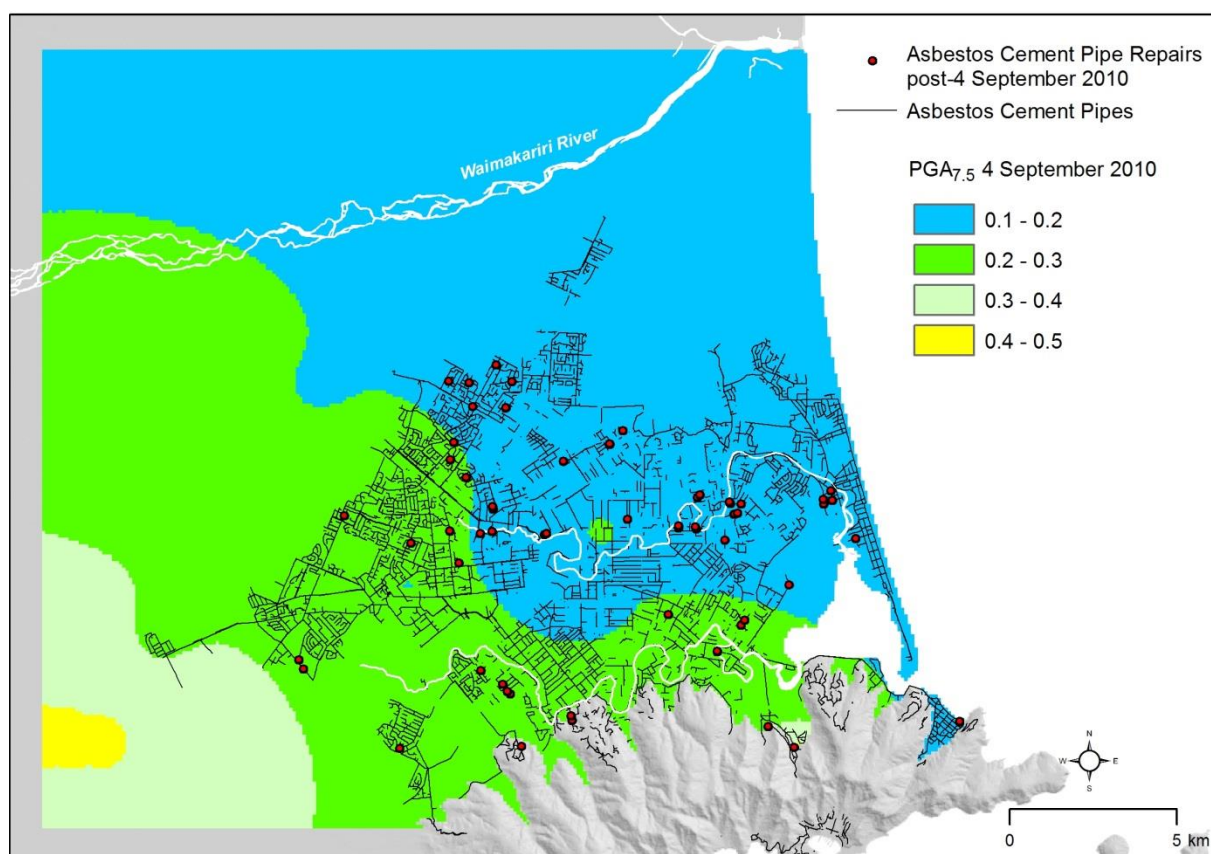 Asbestos Cement Pipe Repairs
post-4 September 2010
Asbestos Cement Pipes
Waimakariri River
PGA7.5 4 September 2010
0.1 - 0.2
0.2 - 0.3
0.3 - 0.4
0.4 - 0.5
N
W E
S
0 5 km